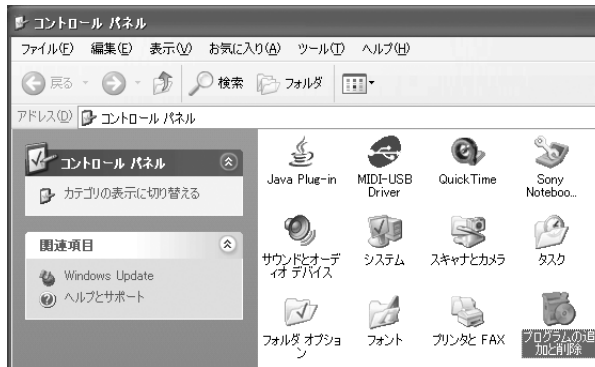 コントロール パネル
ファイル(F) 編集(E) 表示(V) お気に入り(A) ツール(T) ヘルプ(H)
戻る 検索 フォルダ
アドレス(D) コントロール パネル
コントロール パネル
カテゴリの表示に切り替える
関連項目
Windows Update
ヘルプとサポート
Java Plug-in
MIDI-USB
Driver
QuickTime
Sony
Noteboo...
サウンドとオーデ
ィオ デバイス
システム
スキャナとカメラ
タスク
フォルダ オプショ
ン
フォント
プリンタと FAX
プログラムの追
加と削除